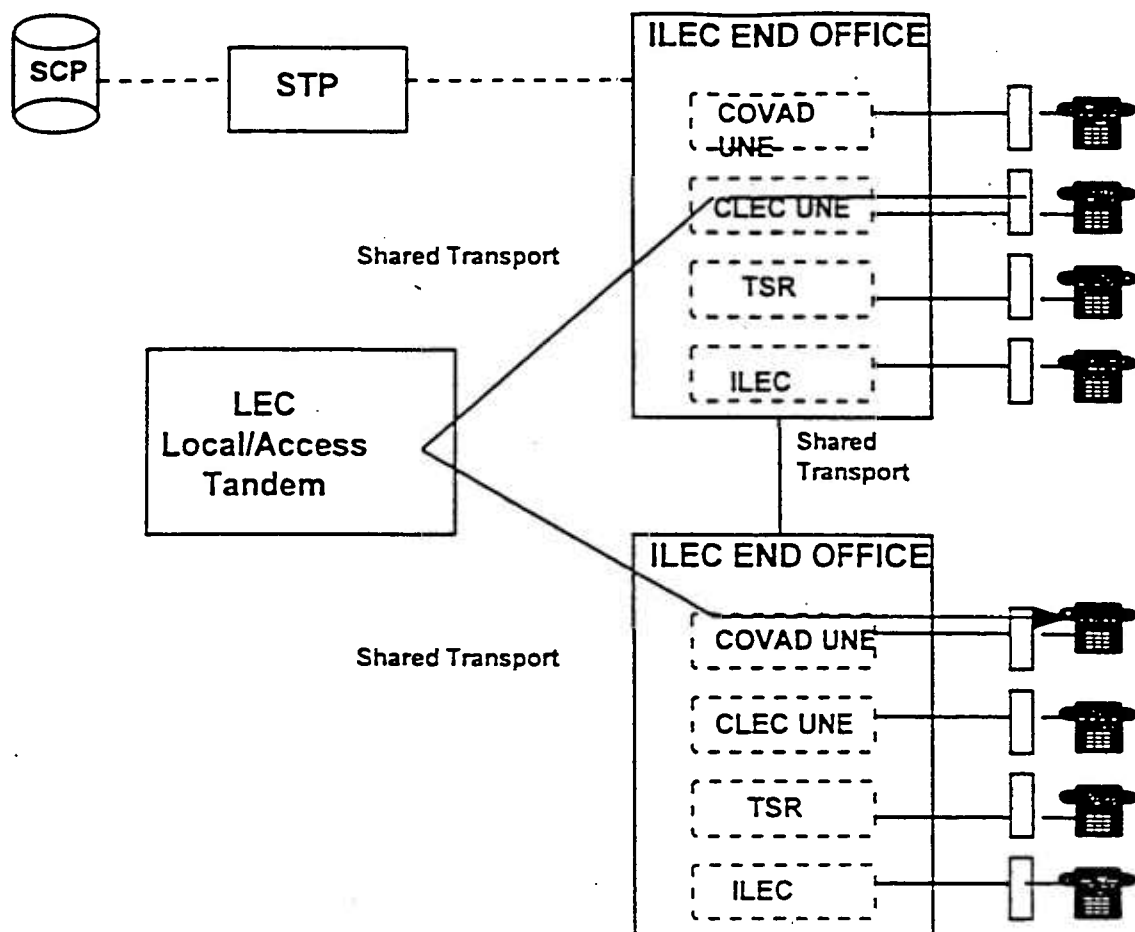 SCP
STP
ILEC END OFFICE
COVAD
UNE
CLEC UNE
TSR
ILEC
Shared Transport
LEC
Local/Access
Tandem
Shared
Transport
ILEC END OFFICE
COVAD UNE
CLEC UNE
TSR
ILEC
Shared Transport